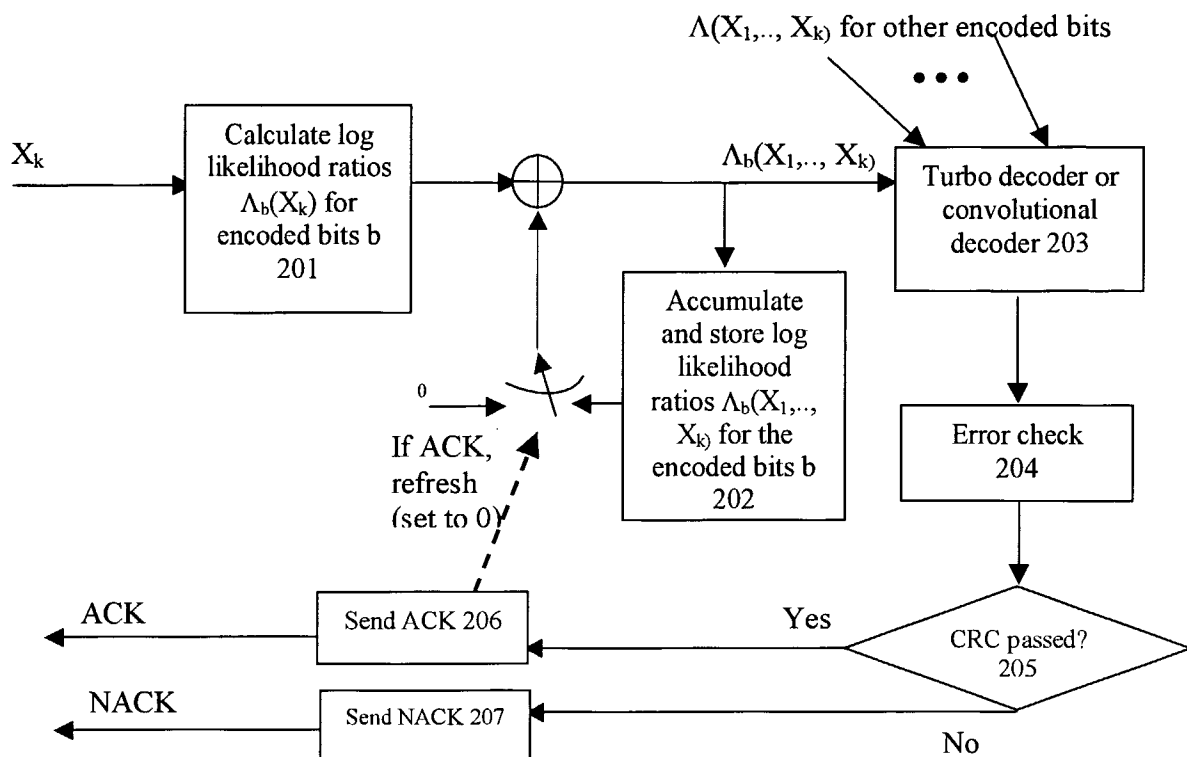 Λ(X₁,.., Xₖ) for other encoded bits
•••
Xₖ
Calculate log
likelihood ratios
Λb(Xₖ) for
encoded bits b
201
Λb(X₁,.., Xₖ)
Turbo decoder or
convolutional
decoder 203
Accumulate
and store log
likelihood
ratios Λb(X₁,..,
Xₖ) for the
encoded bits b
202
0
If ACK,
refresh
(set to 0)
Error check
204
ACK
Send ACK 206
Yes
CRC passed?
205
NACK
Send NACK 207
No